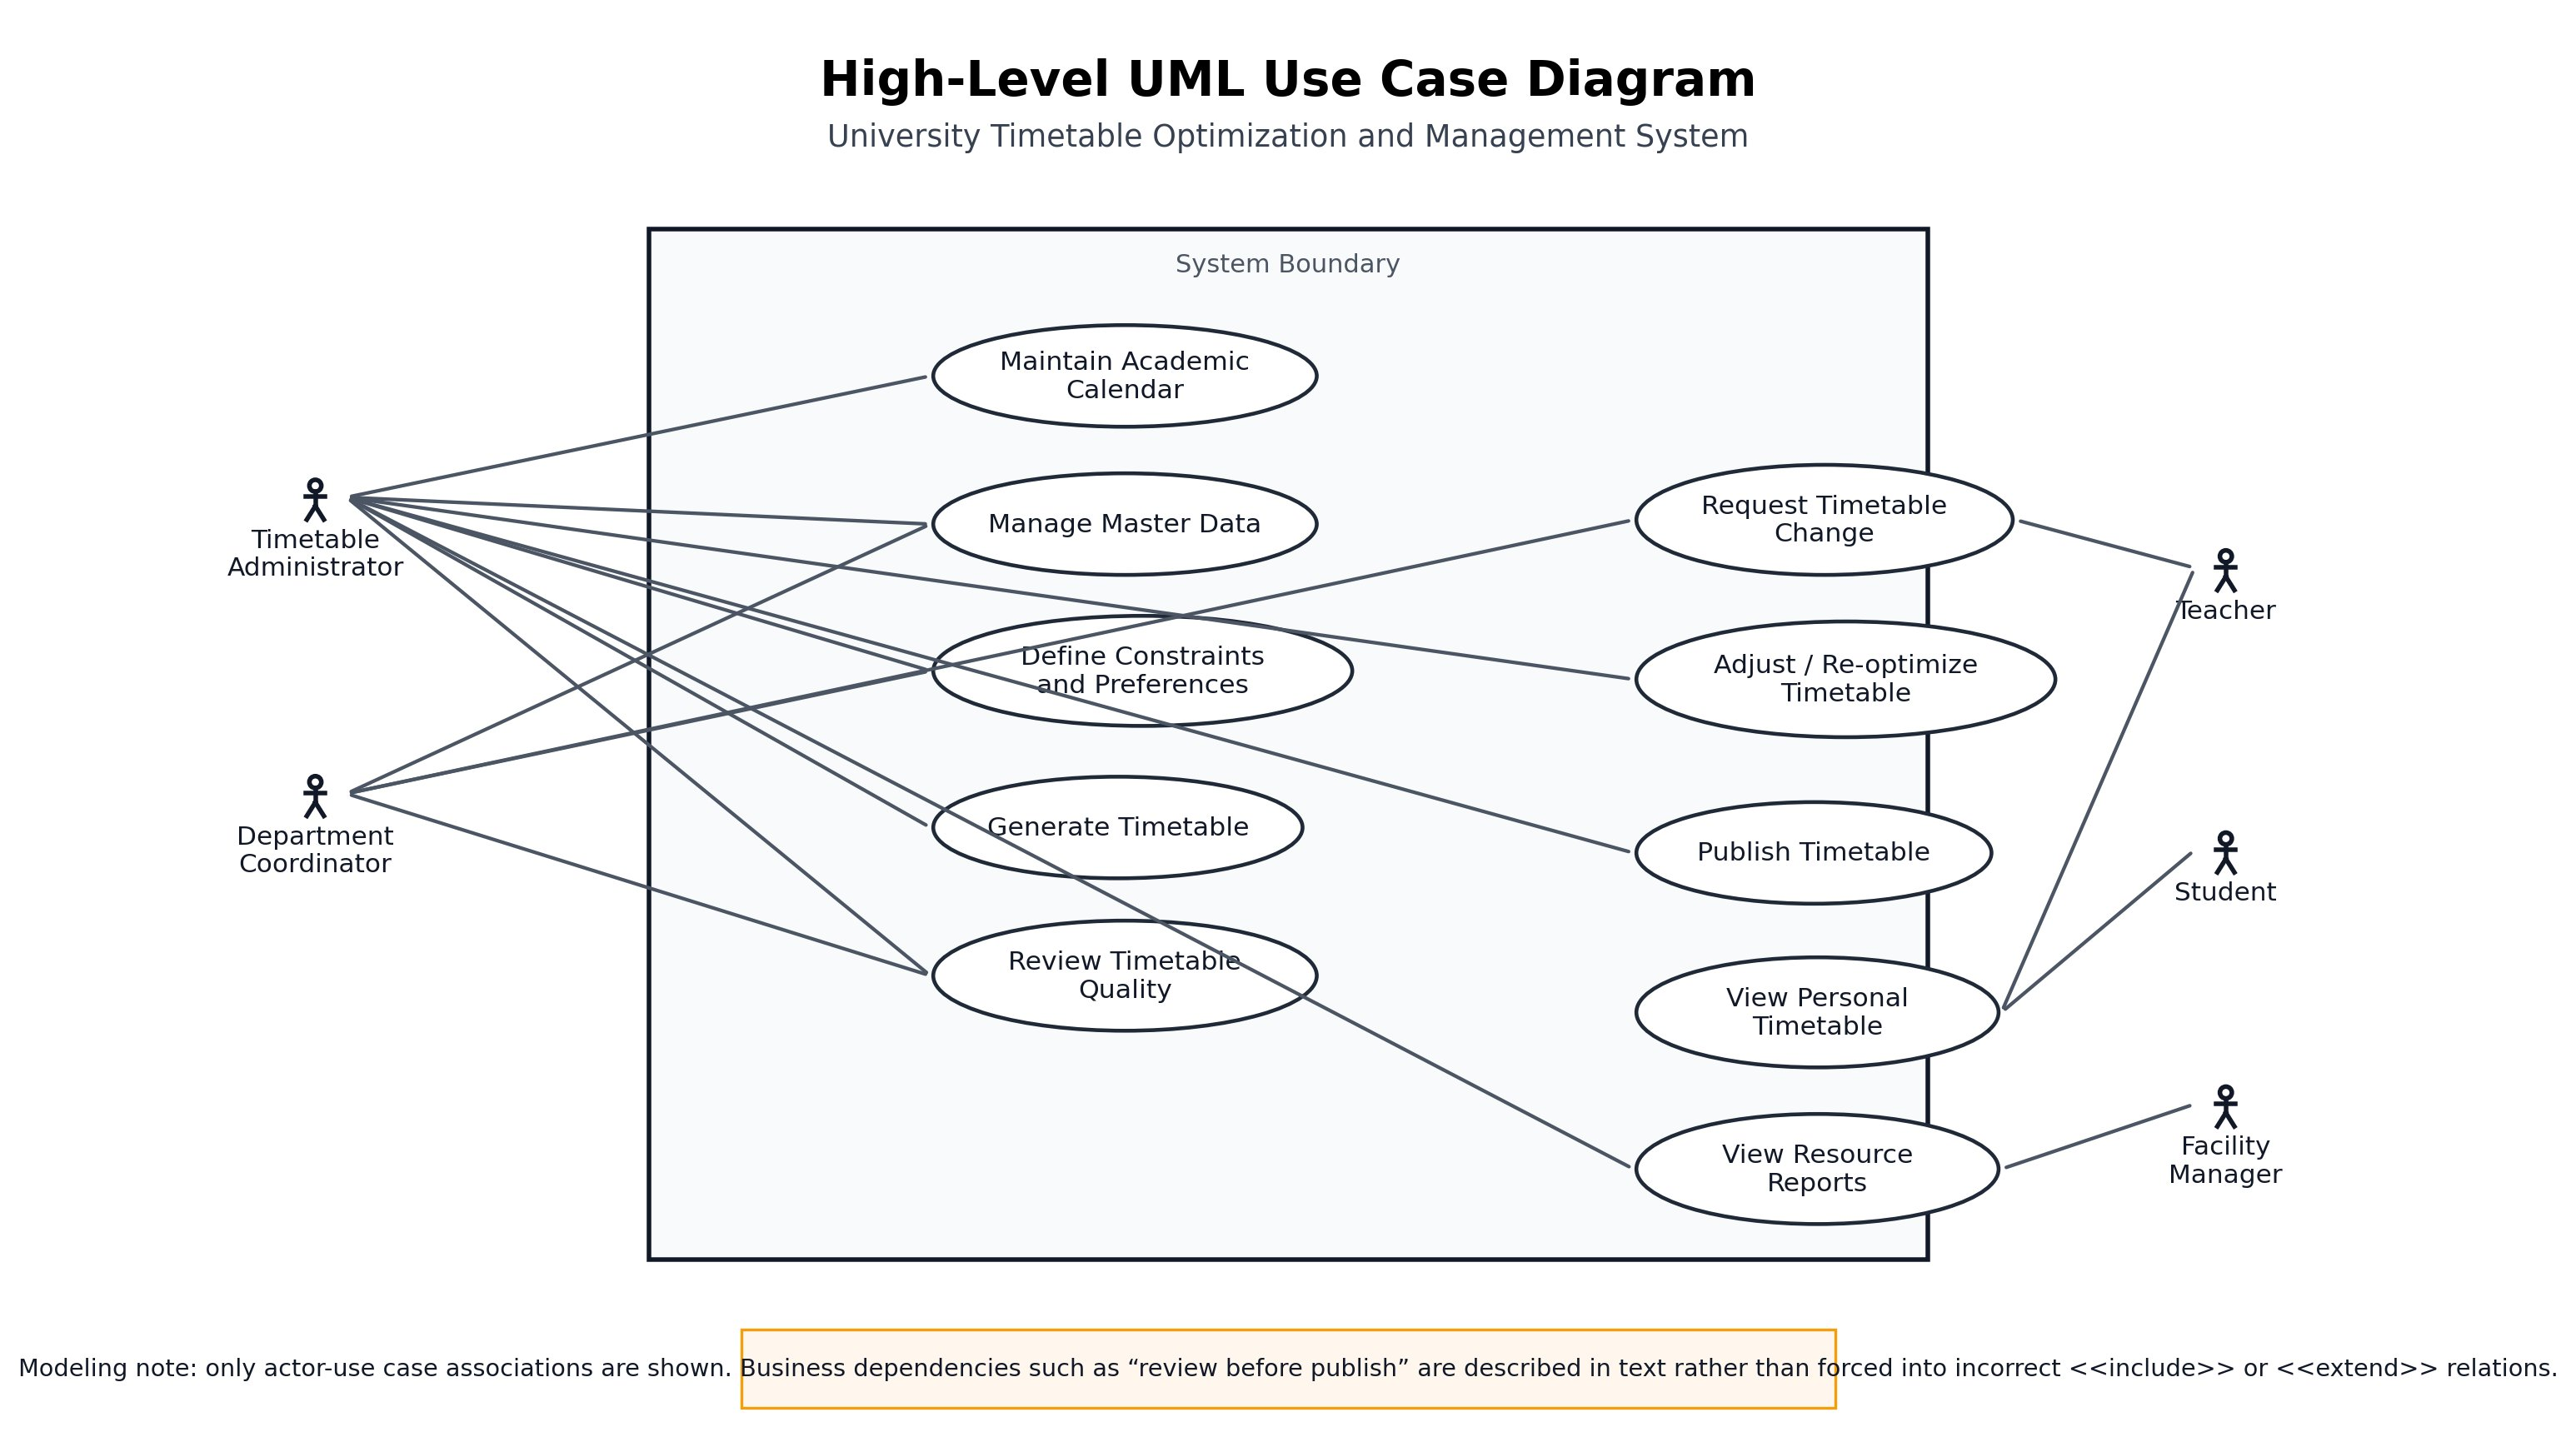 High-Level UML Use Case Diagram
University Timetable Optimization and Management System
System Boundary
Maintain Academic
Calendar
Timetable
Administrator
Manage Master Data
Request Timetable
Change
Teacher
Define Constraints
and Preferences
Adjust / Re-optimize
Timetable
Department
Coordinator
Generate Timetable
Publish Timetable
Student
Review Timetable
Quality
View Personal
Timetable
View Resource
Reports
Facility
Manager
Modeling note: only actor-use case associations are shown. Business dependencies such as “review before publish” are described in text rather than forced into incorrect <<include>> or <<extend>> relations.